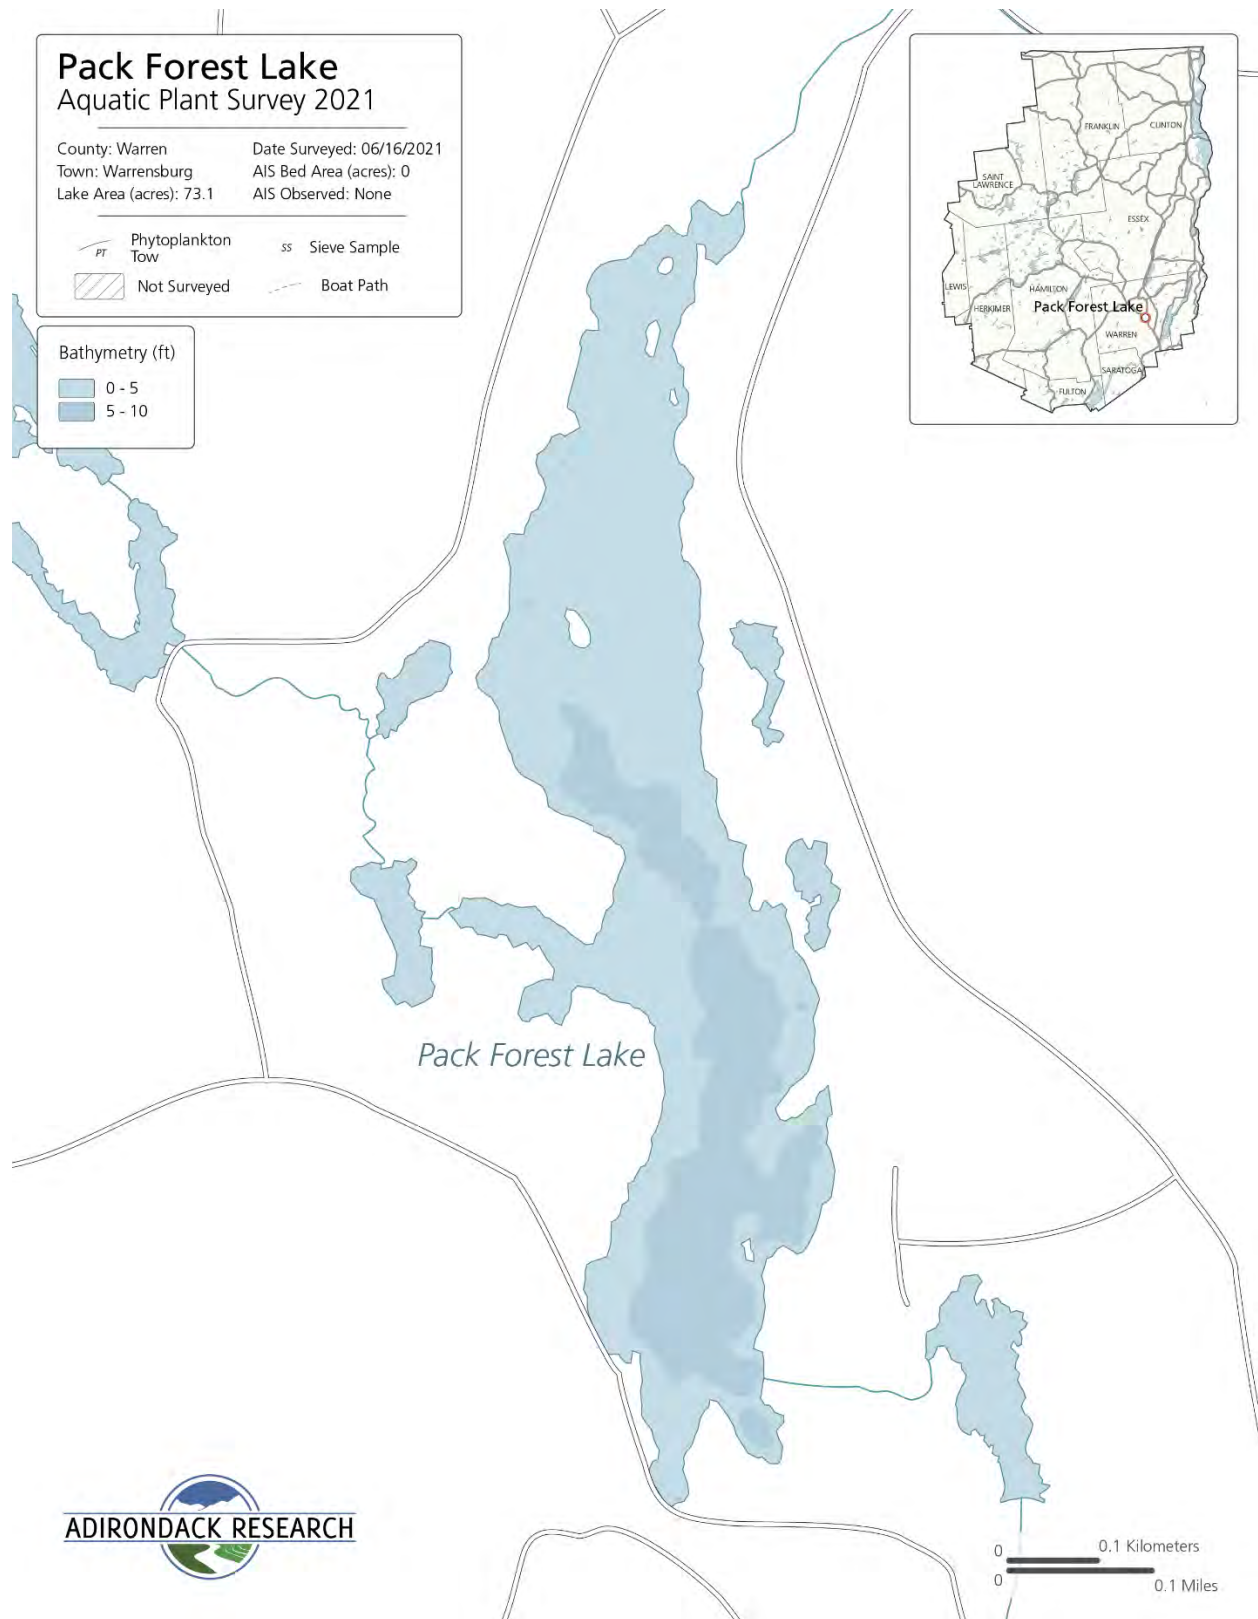 Pack Forest Lake
Aquatic Plant Survey 2021
County: Warren
Date Surveyed: 06/16/2021
Town: Warrensburg
AIS Bed Area (acres): 0
Lake Area (acres): 73.1
AIS Observed: None
PT
Phytoplankton
Tow
SS
Sieve Sample
Not Surveyed
Boat Path
Bathymetry (ft)
0 - 5
5 - 10
FRANKLIN
CLINTON
SAINT
LAWRENCE
ESSEX
LEWIS
HAMILTON
HERKIMER
Pack Forest Lake
WARREN
SARATOGA
FULTON
Pack Forest Lake
ADIRONDACK RESEARCH
0
0.1 Kilometers
0
0.1 Miles